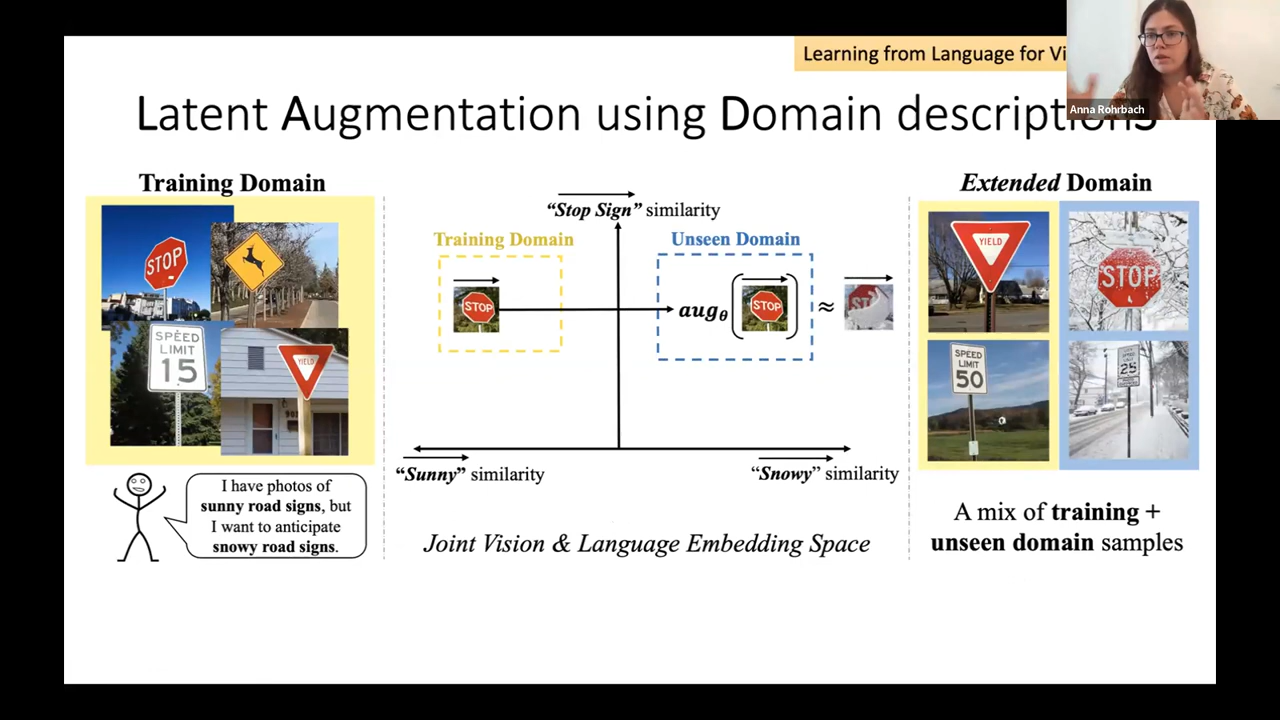 Learning from Language for Vi
Anna Rohrbach
Latent Augmentation using Domain descriptions
Training Domain
STOP
SPEED
LIMIT
15
YIELD
I have photos of
sunny road signs, but
I want to anticipate
snowy road signs.
“Stop Sign” similarity
Training Domain
Unseen Domain
STOP
augθ
STOP
≈
“Sunny” similarity
“Snowy” similarity
Joint Vision & Language Embedding Space
Extended Domain
YIELD
STOP
SPEED
LIMIT
50
SPEED
LIMIT
25
A mix of training +
unseen domain samples